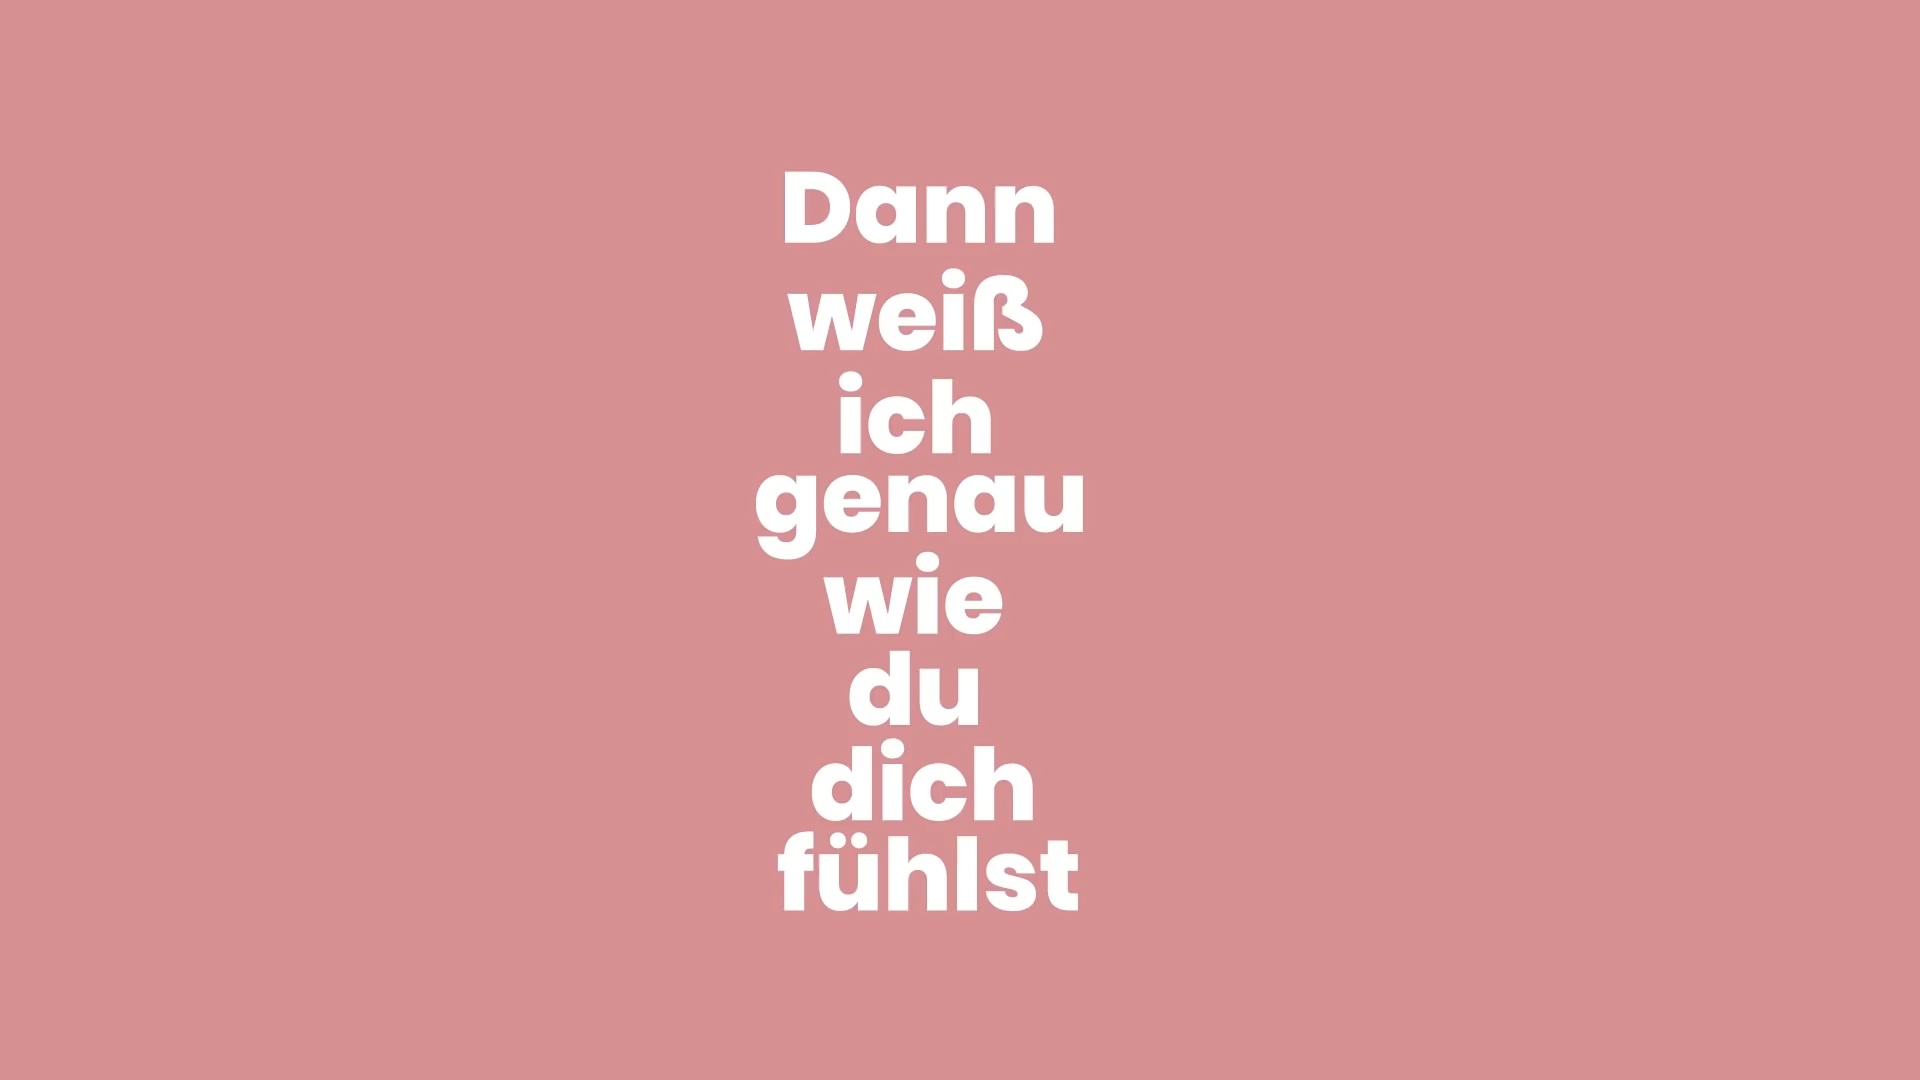 Dann
weiß
ich
genau
wie
du
dich
fühlst